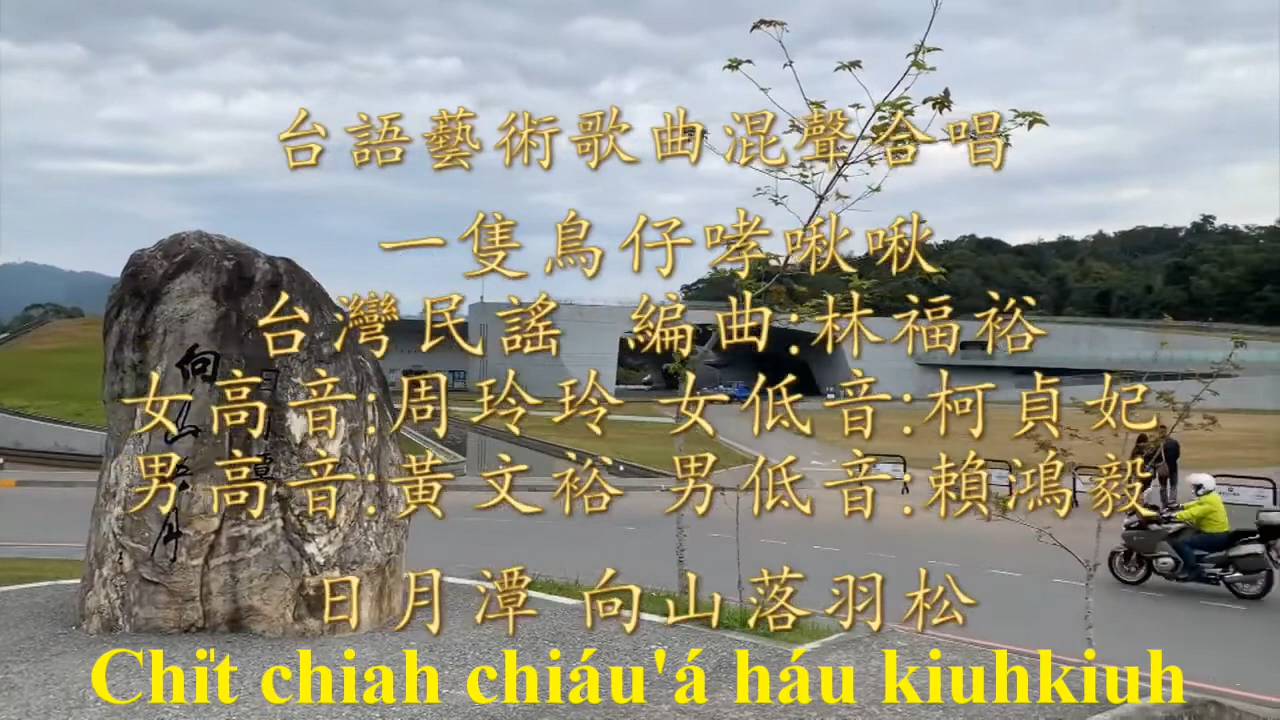 台語藝術歌曲混聲合唱
一隻鳥仔哮啾啾
台灣民謠 編曲:林福裕
女高音:周玲玲 女低音:柯貞妃
男高音:黃文裕 男低音:賴鴻毅
日月潭 向山落羽松
Chi̍t chiah chiáu'á háu kiuhkiuh
向山